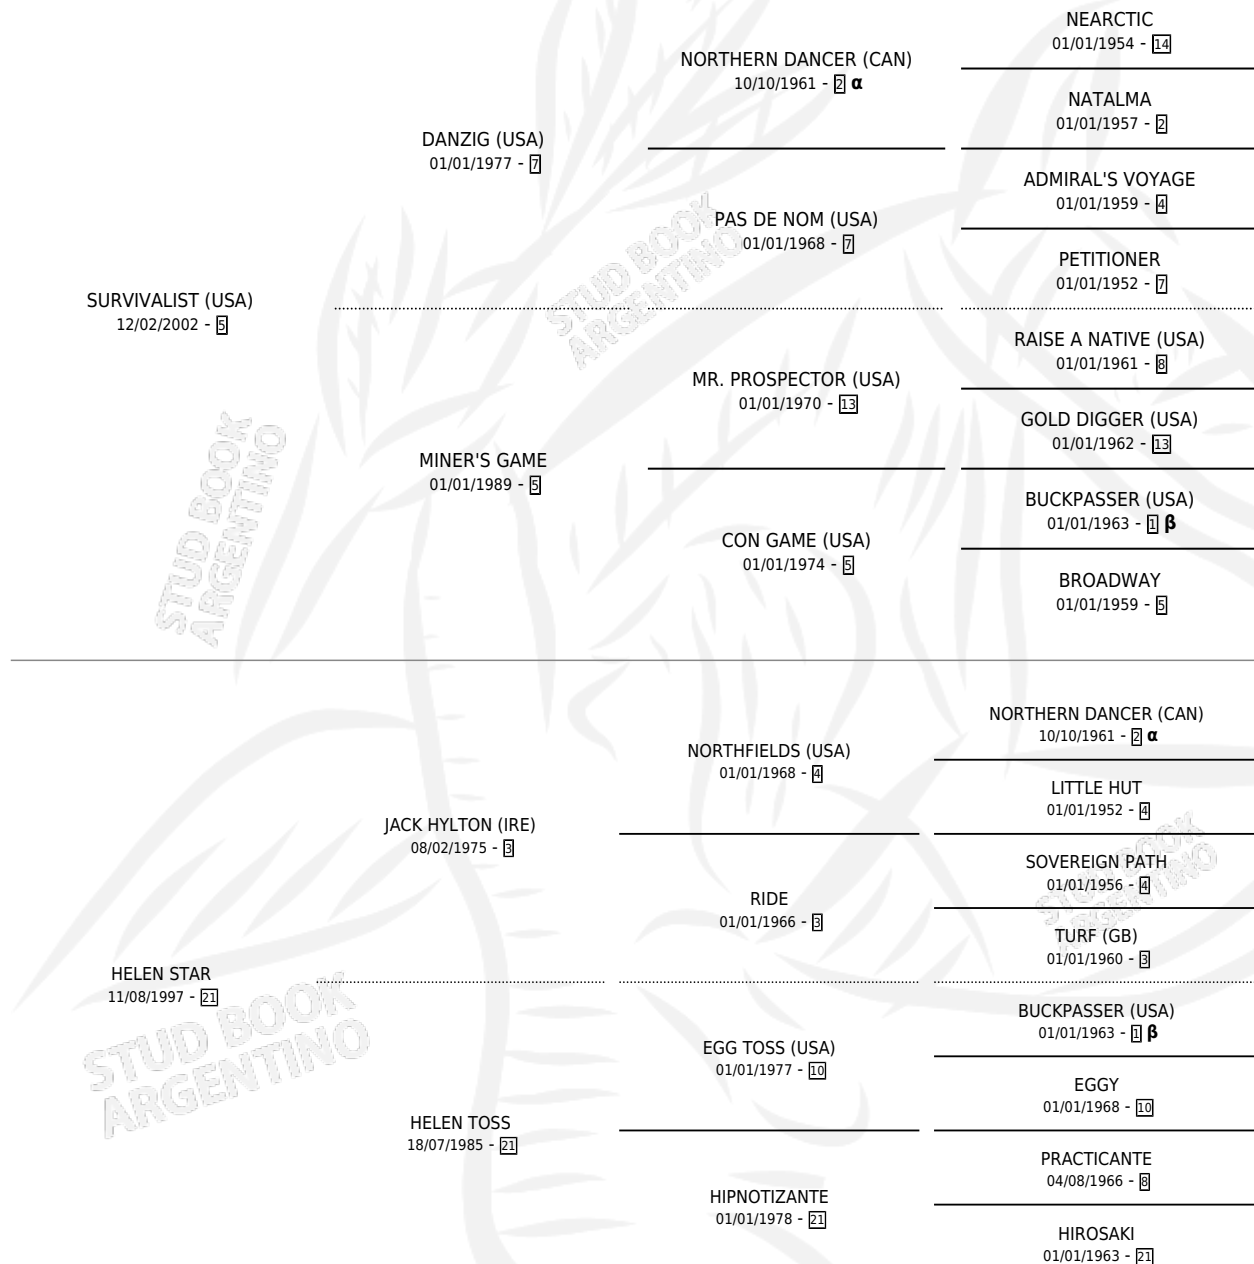 NEARCTIC
01/01/1954 - 14
NORTHERN DANCER (CAN)
10/10/1961 - 2 α
NATALMA
01/01/1957 - 2
DANZIG (USA)
01/01/1977 - 7
ADMIRAL'S VOYAGE
01/01/1959 - 4
PAS DE NOM (USA)
01/01/1968 - 7
PETITIONER
01/01/1952 - 7
SURVIVALIST (USA)
12/02/2002 - 5
RAISE A NATIVE (USA)
01/01/1961 - 8
MR. PROSPECTOR (USA)
01/01/1970 - 13
GOLD DIGGER (USA)
01/01/1962 - 13
MINER'S GAME
01/01/1989 - 5
BUCKPASSER (USA)
01/01/1963 - 1 β
CON GAME (USA)
01/01/1974 - 5
BROADWAY
01/01/1959 - 5
NORTHERN DANCER (CAN)
10/10/1961 - 2 α
NORTHFIELDS (USA)
01/01/1968 - 4
LITTLE HUT
01/01/1952 - 4
JACK HYLTON (IRE)
08/02/1975 - 3
SOVEREIGN PATH
01/01/1956 - 4
RIDE
01/01/1966 - 3
TURF (GB)
01/01/1960 - 3
HELEN STAR
11/08/1997 - 21
BUCKPASSER (USA)
01/01/1963 - 1 β
EGG TOSS (USA)
01/01/1977 - 10
EGGY
01/01/1968 - 10
HELEN TOSS
18/07/1985 - 21
PRACTICANTE
04/08/1966 - 8
HIPNOTIZANTE
01/01/1978 - 21
HIROSAKI
01/01/1963 - 21
STUD BOOK
ARGENTINO
STUD BOOK
ARGENTINO
STUD BOOK
ARGENTINO
STUD BOOK
ARGENTINO